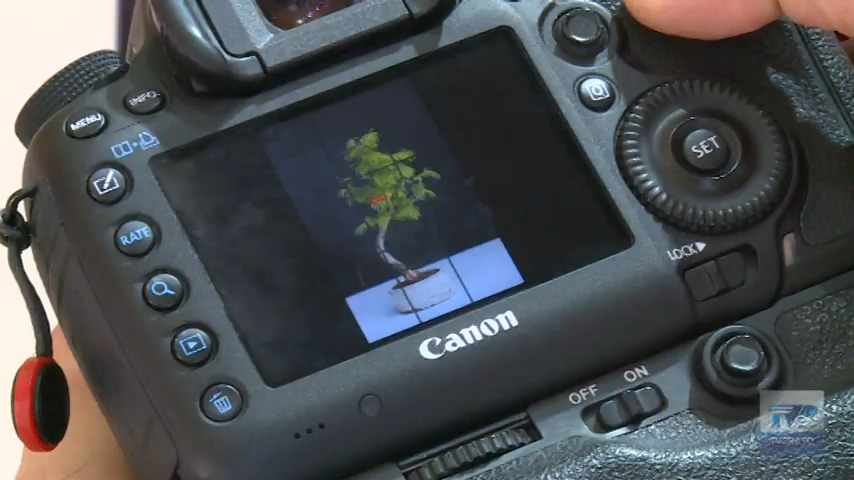 MENU
INFO
RATE
SET
LOCK▶
Canon
OFF
ON